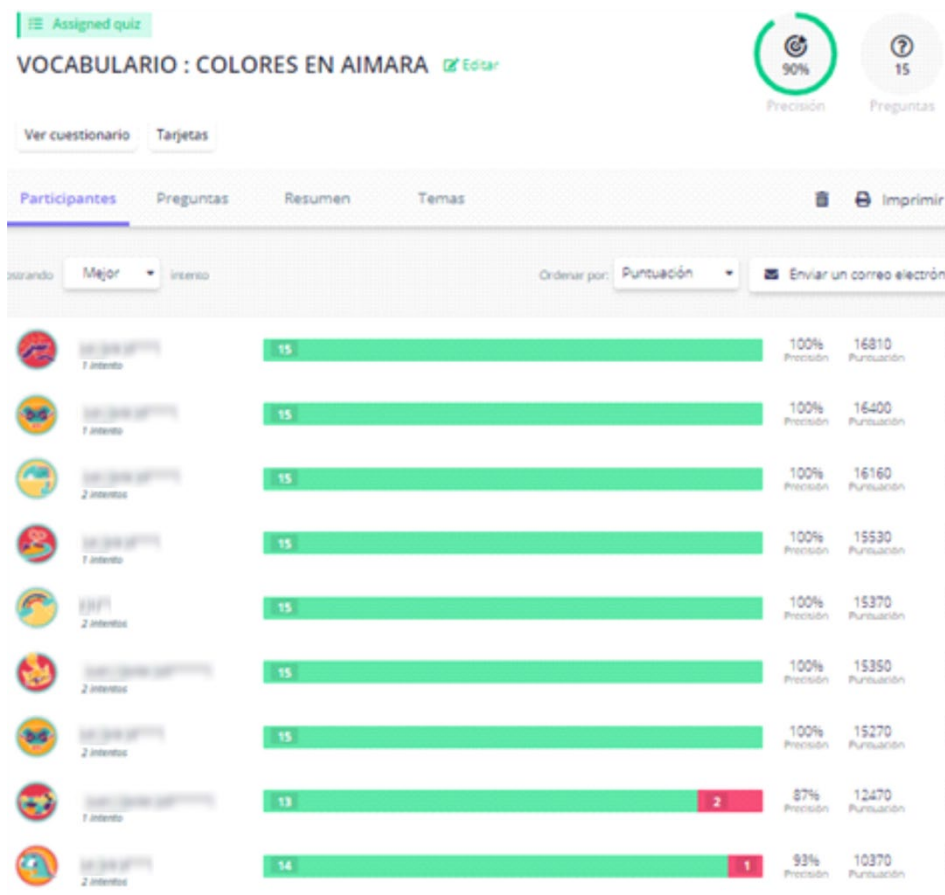 Assigned quiz
VOCABULARIO : COLORES EN AIMARA Editar
90%
Precisión
15
Preguntas
Ver cuestionario Tarjetas
Participantes Preguntas Resumen Temas Imprimir
ostrando Mejor intento Ordenar por: Puntuación Enviar un correo electrón
15 100% 16810
1 intento Precisión Puntuación
15 100% 16400
1 intento Precisión Puntuación
15 100% 16160
2 intentos Precisión Puntuación
15 100% 15530
1 intento Precisión Puntuación
15 100% 15370
2 intentos Precisión Puntuación
15 100% 15350
2 intentos Precisión Puntuación
15 100% 15270
2 intentos Precisión Puntuación
13 2 87% 12470
1 intento Precisión Puntuación
14 1 93% 10370
2 intentos Precisión Puntuación